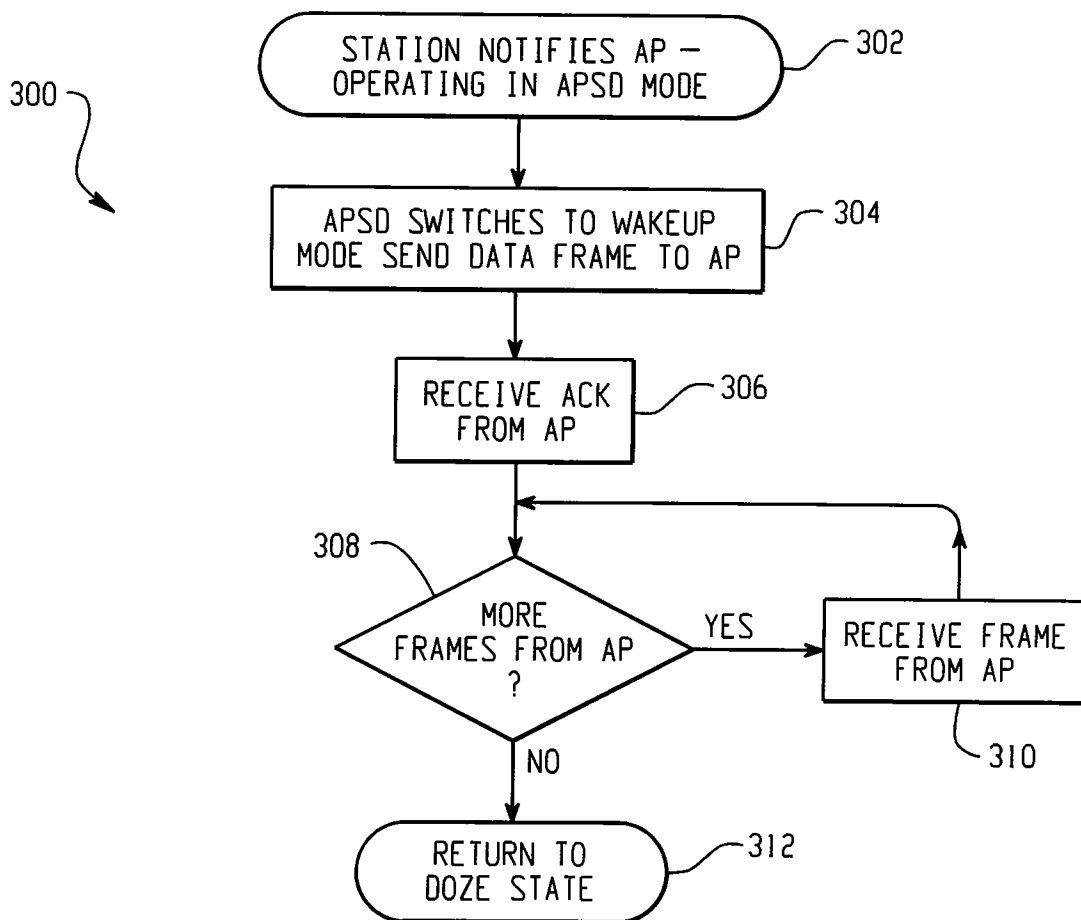 STATION NOTIFIES AP –
OPERATING IN APSD MODE
302
300
APSD SWITCHES TO WAKEUP
MODE SEND DATA FRAME TO AP
304
RECEIVE ACK
FROM AP
306
308
MORE
FRAMES FROM AP
?
YES
RECEIVE FRAME
FROM AP
310
NO
RETURN TO
DOZE STATE
312